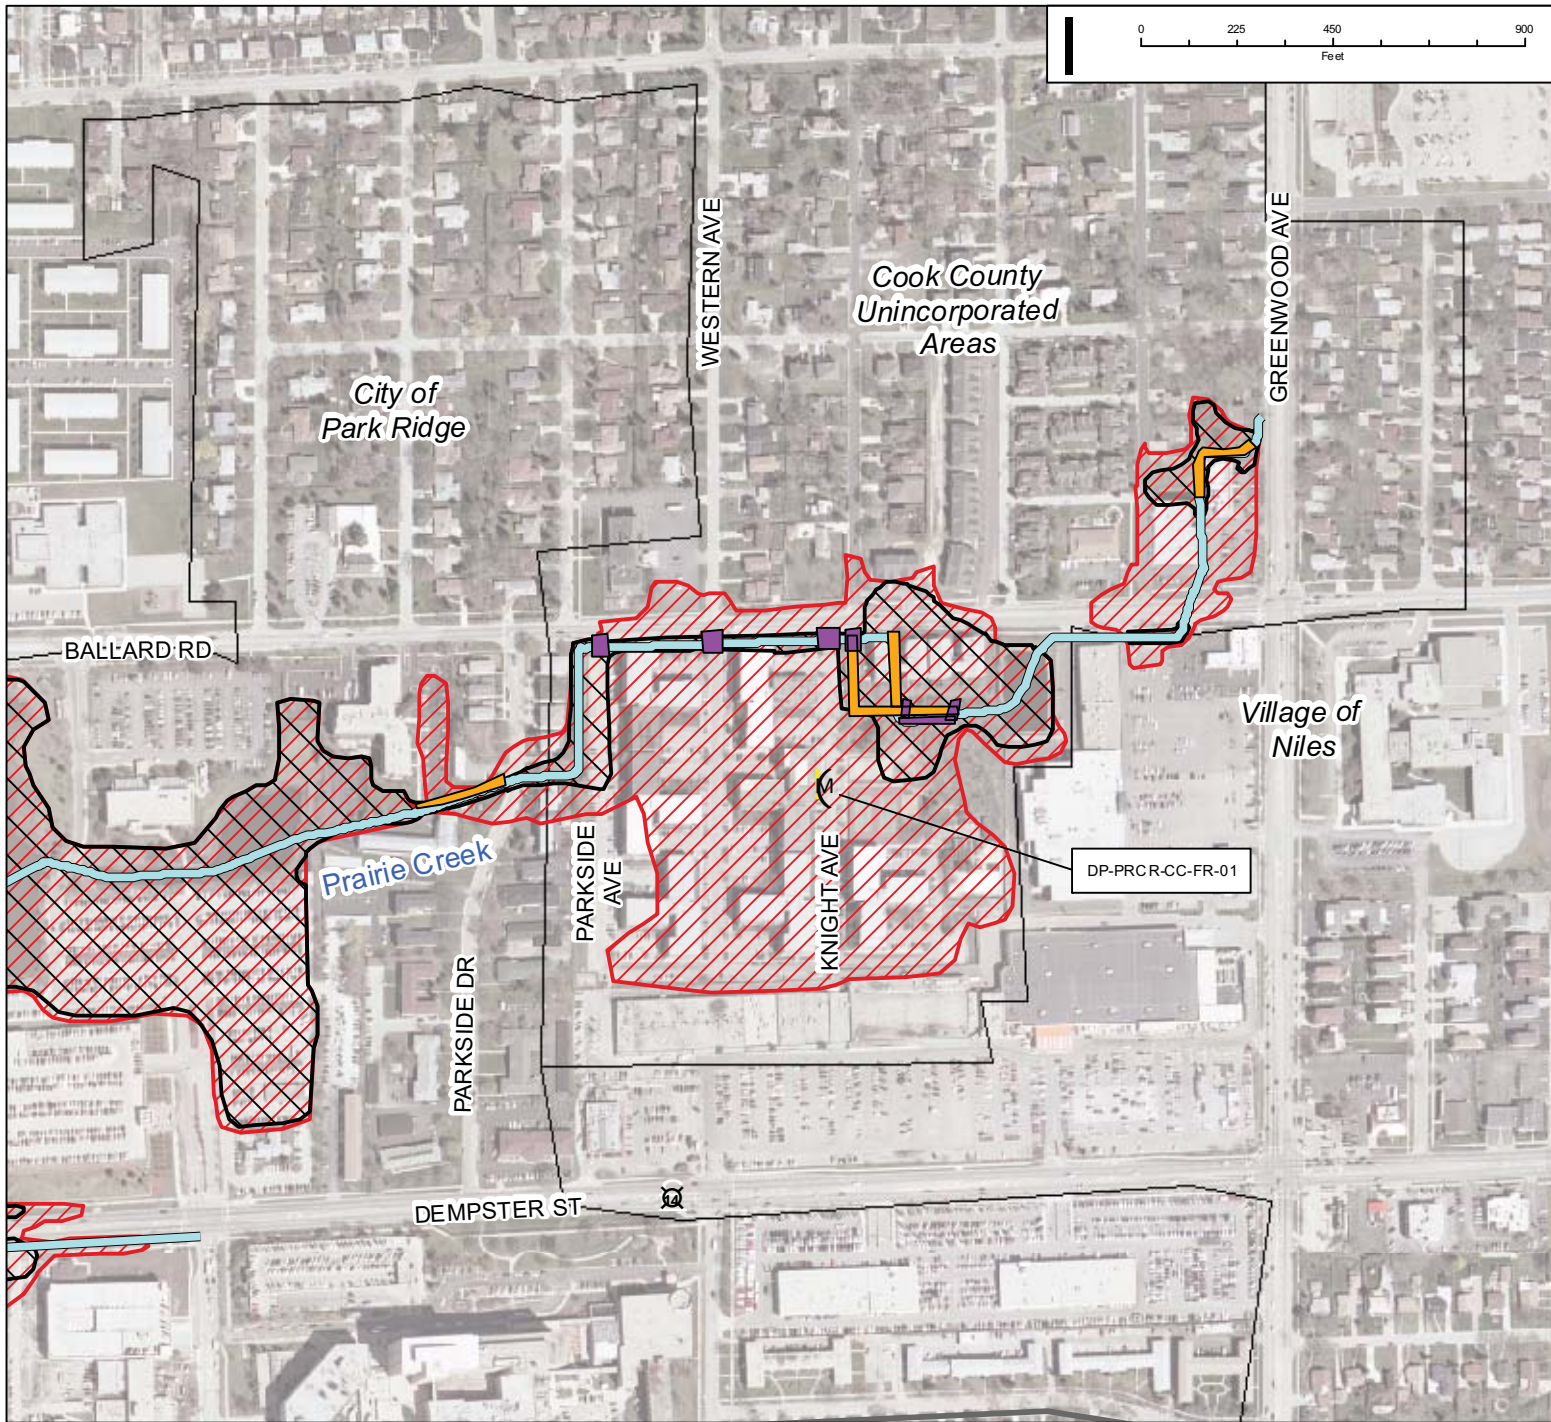 0 225 450 900
Feet
WESTERN AVE
GREENWOOD AVE
Cook County
Unincorporated
Areas
City of
Park Ridge
BALLARD RD
Village of
Niles
M
Prairie Creek
PARKSIDE
AVE
KNIGHT AVE
DP-PRCR-CC-FR-01
PARKSIDE DR
DEMPSTER ST
14